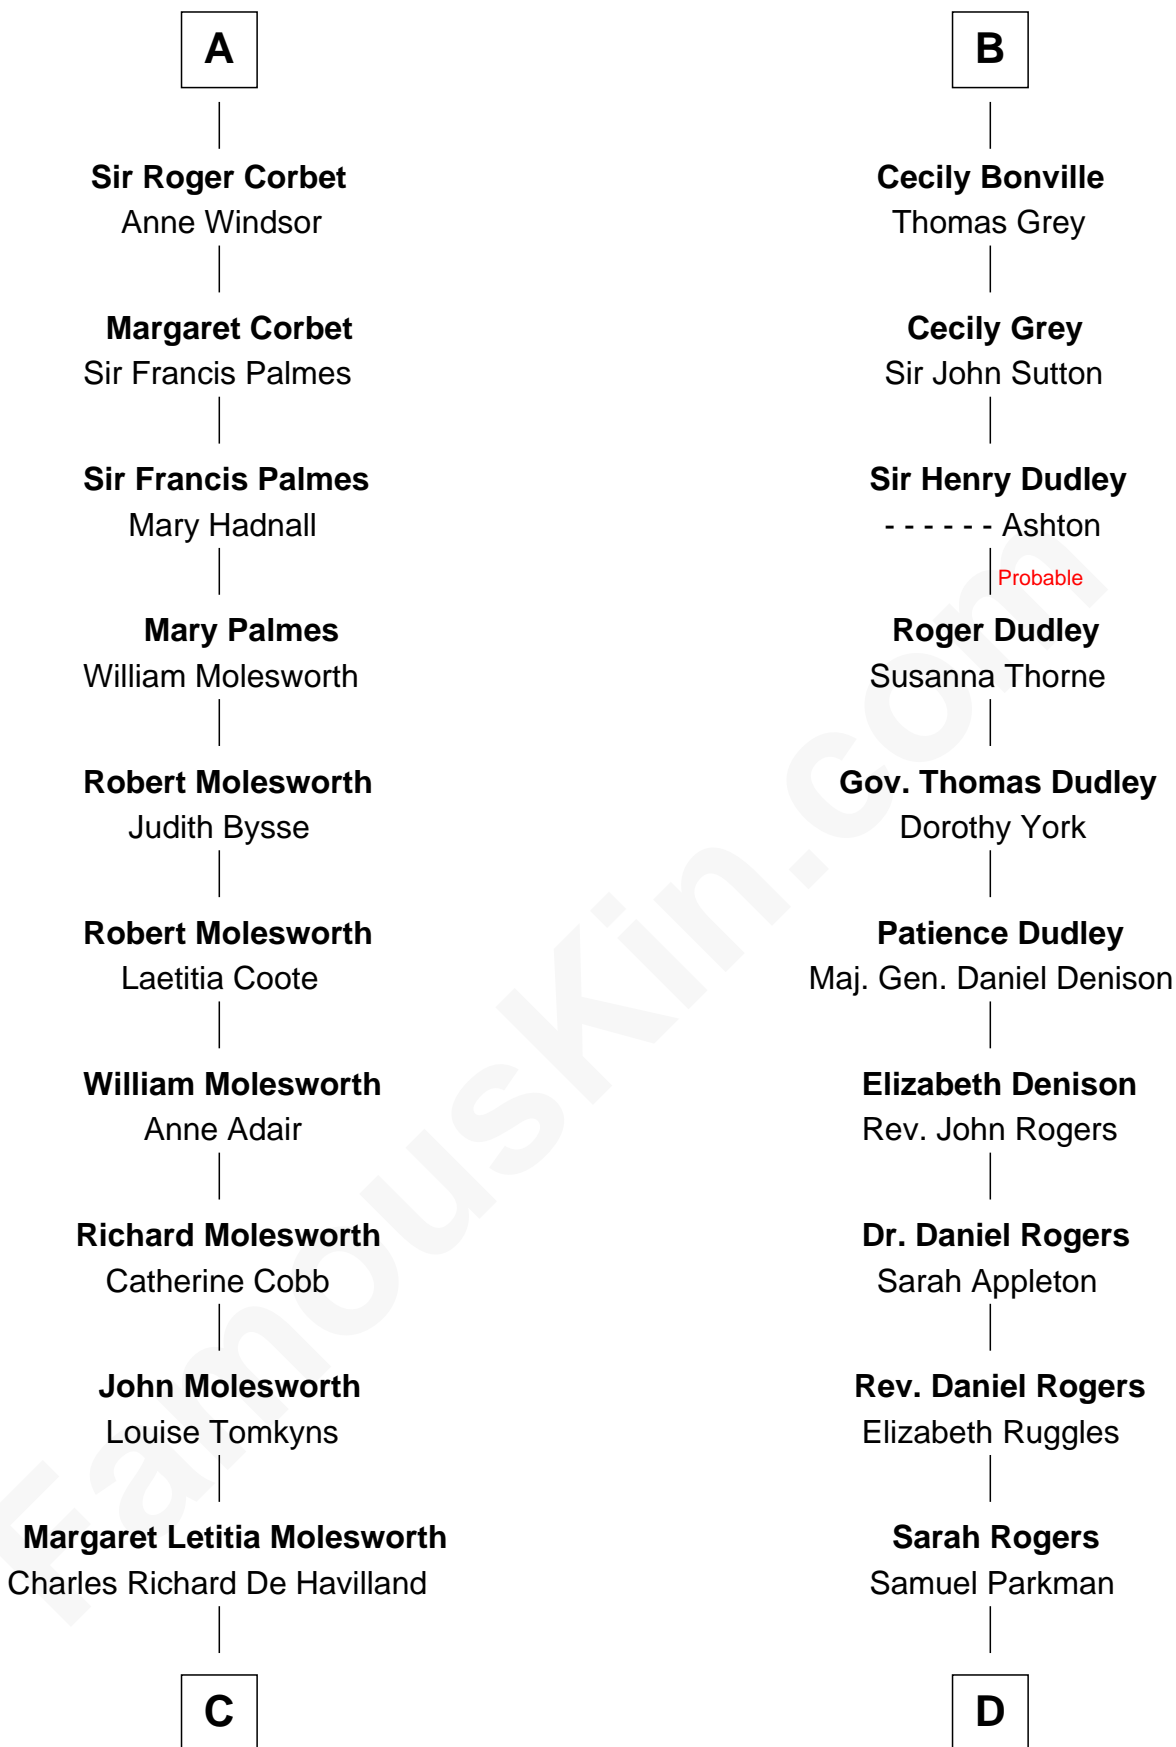 A
Sir Roger Corbet
Anne Windsor
Margaret Corbet
Sir Francis Palmes
Sir Francis Palmes
Mary Hadnall
Mary Palmes
William Molesworth
Robert Molesworth
Judith Bysse
Robert Molesworth
Laetitia Coote
William Molesworth
Anne Adair
Richard Molesworth
Catherine Cobb
John Molesworth
Louise Tomkyns
Margaret Letitia Molesworth
Charles Richard De Havilland
C
B
Cecily Bonville
Thomas Grey
Cecily Grey
Sir John Sutton
Sir Henry Dudley
- - - - - - Ashton
Probable
Roger Dudley
Susanna Thorne
Gov. Thomas Dudley
Dorothy York
Patience Dudley
Maj. Gen. Daniel Denison
Elizabeth Denison
Rev. John Rogers
Dr. Daniel Rogers
Sarah Appleton
Rev. Daniel Rogers
Elizabeth Ruggles
Sarah Rogers
Samuel Parkman
D
FamousKin.com